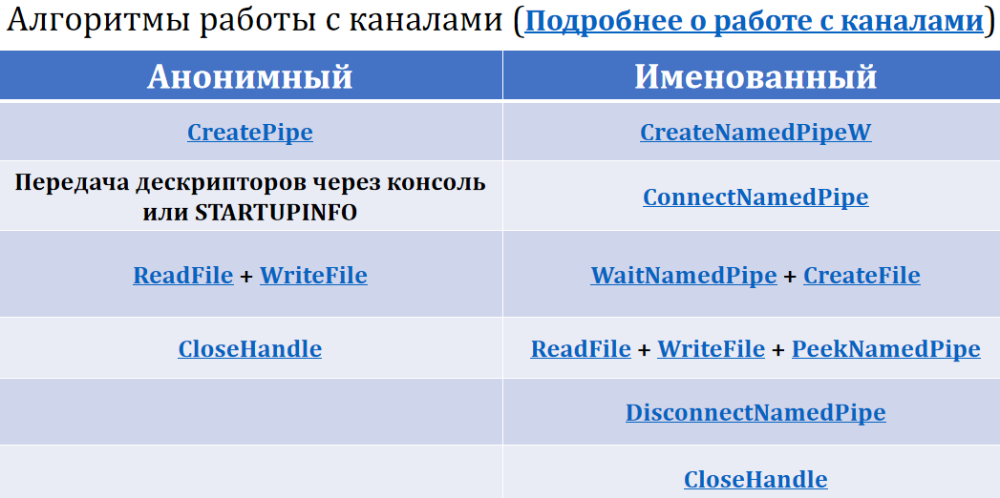 Алгоритмы работы с каналами (Подробнее о работе с каналами)
Анонимный Именованный
CreatePipe CreateNamedPipeW
Передача дескрипторов через консоль
или STARTUPINFO
ConnectNamedPipe
ReadFile + WriteFile WaitNamedPipe + CreateFile
CloseHandle ReadFile + WriteFile + PeekNamedPipe
DisconnectNamedPipe
CloseHandle